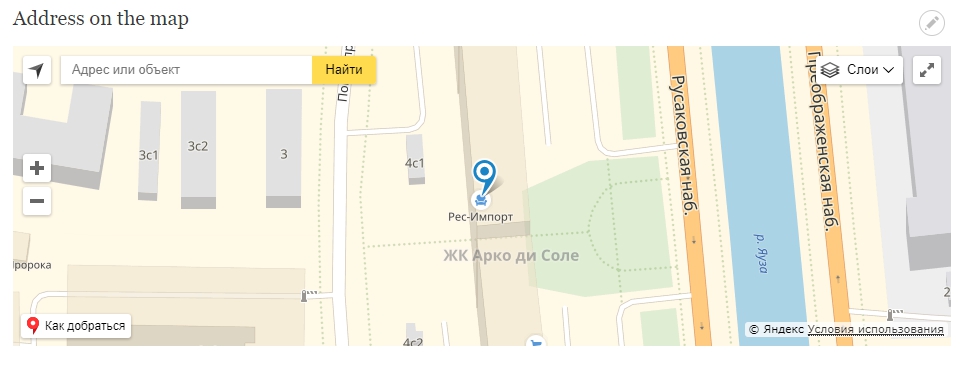 Address on the map
Адрес или объект
Найти
Слои
3с1
3с2
3
4с1
Рес-Импорт
ЖК Арко ди Соле
Русаковская наб.
р. Яуза
Преображенская наб.
Как добраться
4с2
2
© Яндекс Условия использования